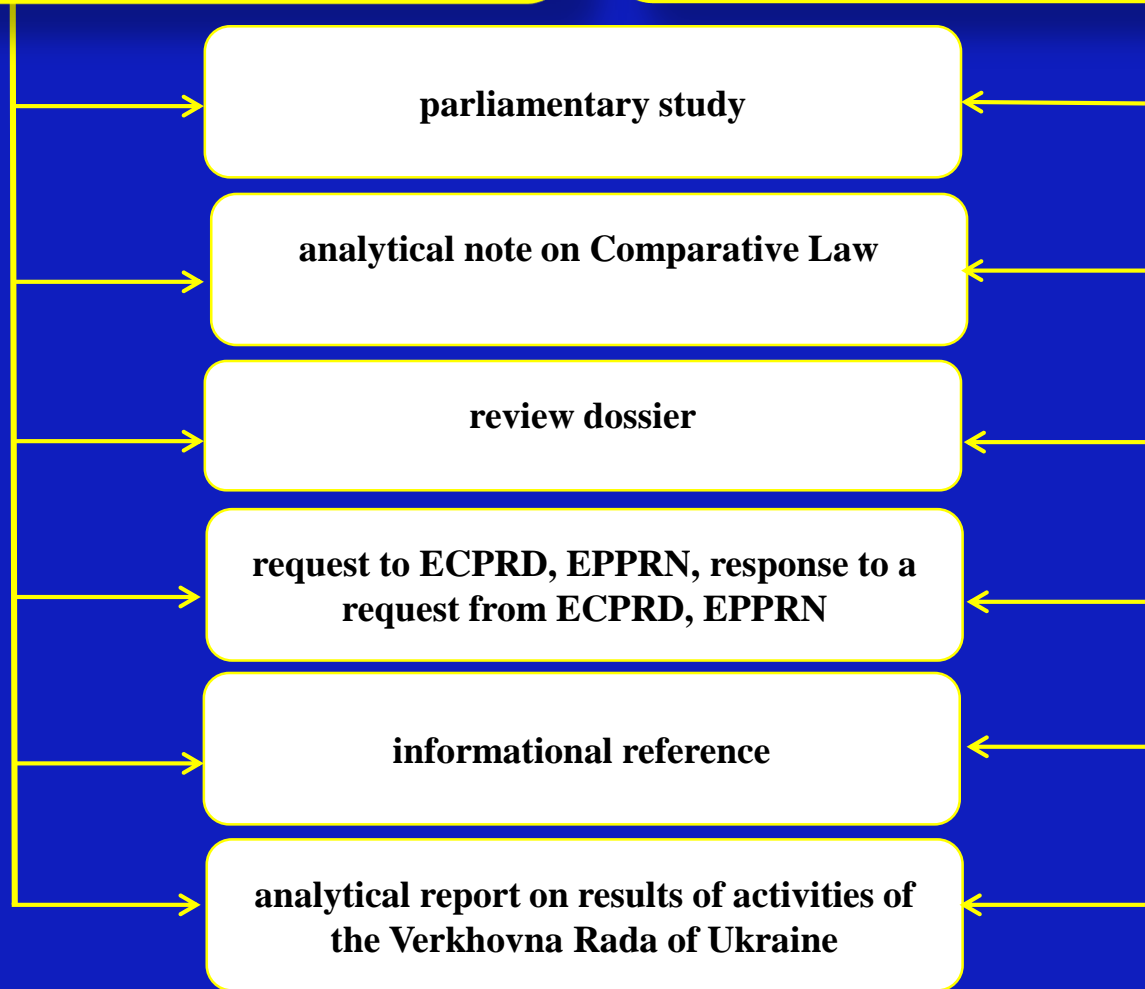 parliamentary study
analytical note on Comparative Law
review dossier
request to ECPRD, EPPRN, response to a
request from ECPRD, EPPRN
informational reference
analytical report on results of activities of
the Verkhovna Rada of Ukraine